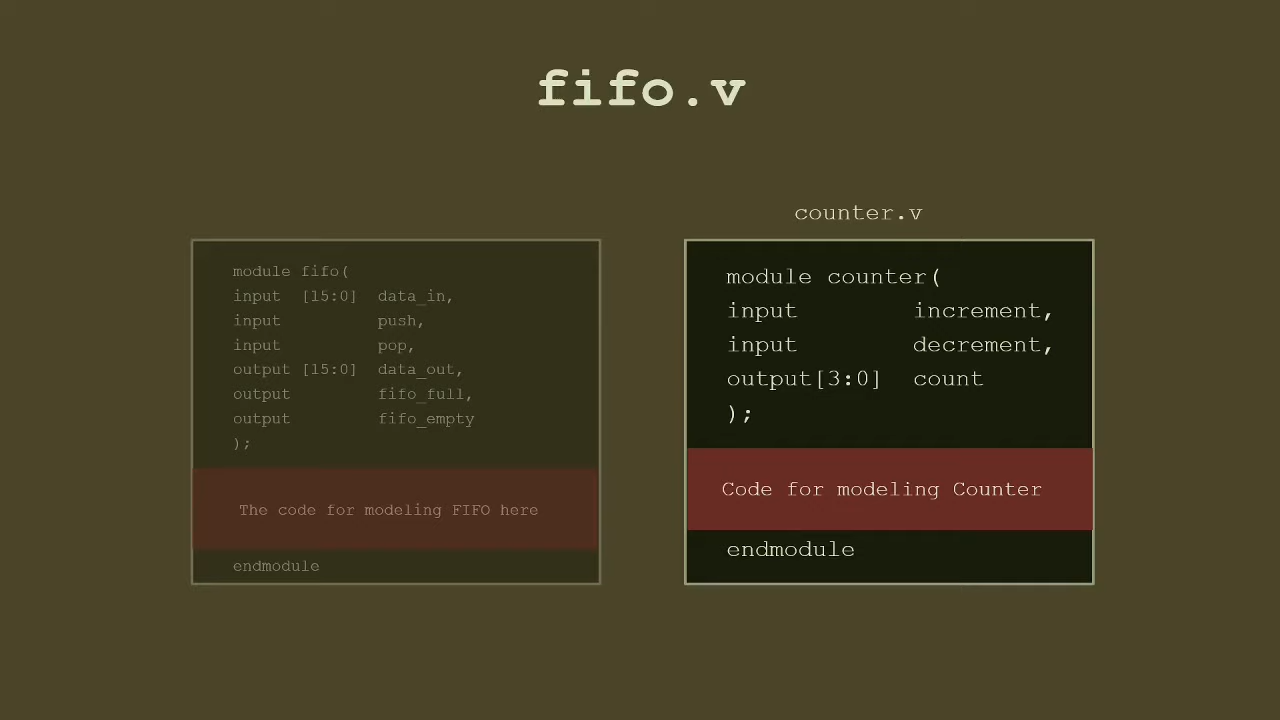 fifo.v
module fifo(
input  [15:0]  data_in,
input          push,
input          pop,
output [15:0]  data_out,
output         fifo_full,
output         fifo_empty
);
The code for modeling FIFO here
endmodule
counter.v
module counter(
input       increment,
input       decrement,
output[3:0]  count
);
Code for modeling Counter
endmodule